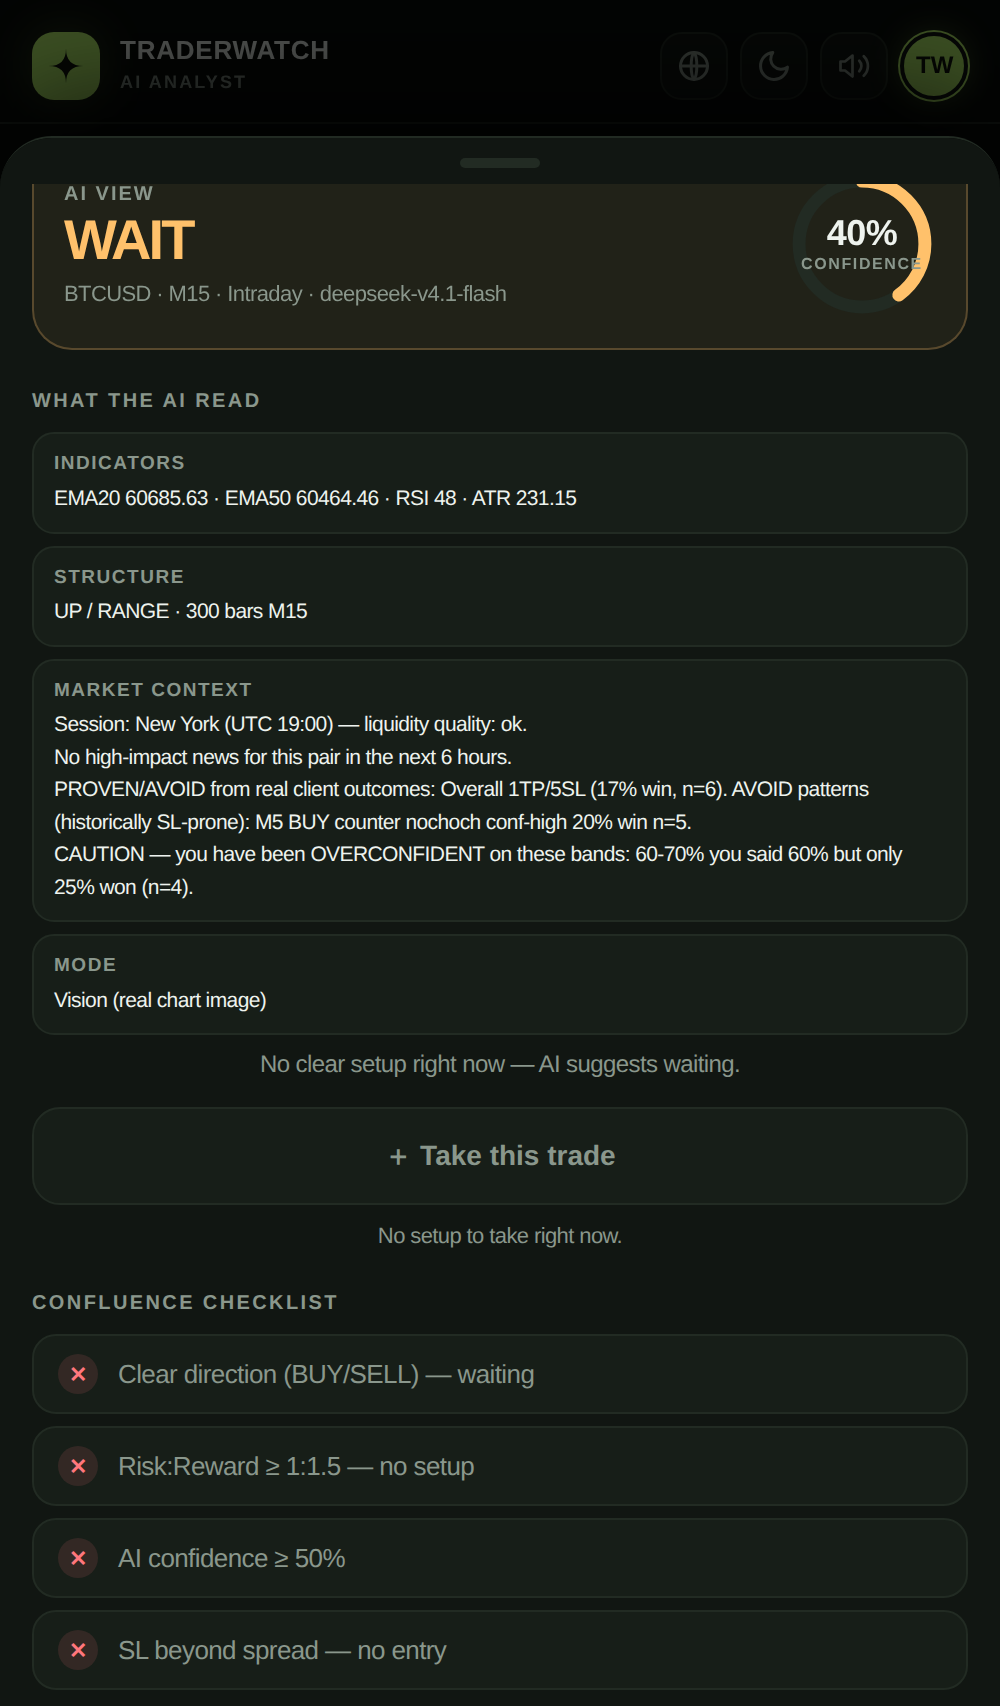 TRADERWATCH
AI ANALYST
TW
AI VIEW
WAIT
40%
CONFIDENCE
BTCUSD · M15 · Intraday · deepseek-v4.1-flash
WHAT THE AI READ
INDICATORS
EMA20 60685.63 · EMA50 60464.46 · RSI 48 · ATR 231.15
STRUCTURE
UP / RANGE · 300 bars M15
MARKET CONTEXT
Session: New York (UTC 19:00) — liquidity quality: ok.
No high-impact news for this pair in the next 6 hours.
PROVEN/AVOID from real client outcomes: Overall 1TP/5SL (17% win, n=6). AVOID patterns
(historically SL-prone): M5 BUY counter nochoch conf-high 20% win n=5.
CAUTION — you have been OVERCONFIDENT on these bands: 60-70% you said 60% but only
25% won (n=4).
MODE
Vision (real chart image)
No clear setup right now — AI suggests waiting.
+ Take this trade
No setup to take right now.
CONFLUENCE CHECKLIST
Clear direction (BUY/SELL) — waiting
Risk:Reward ≥ 1:1.5 — no setup
AI confidence ≥ 50%
SL beyond spread — no entry